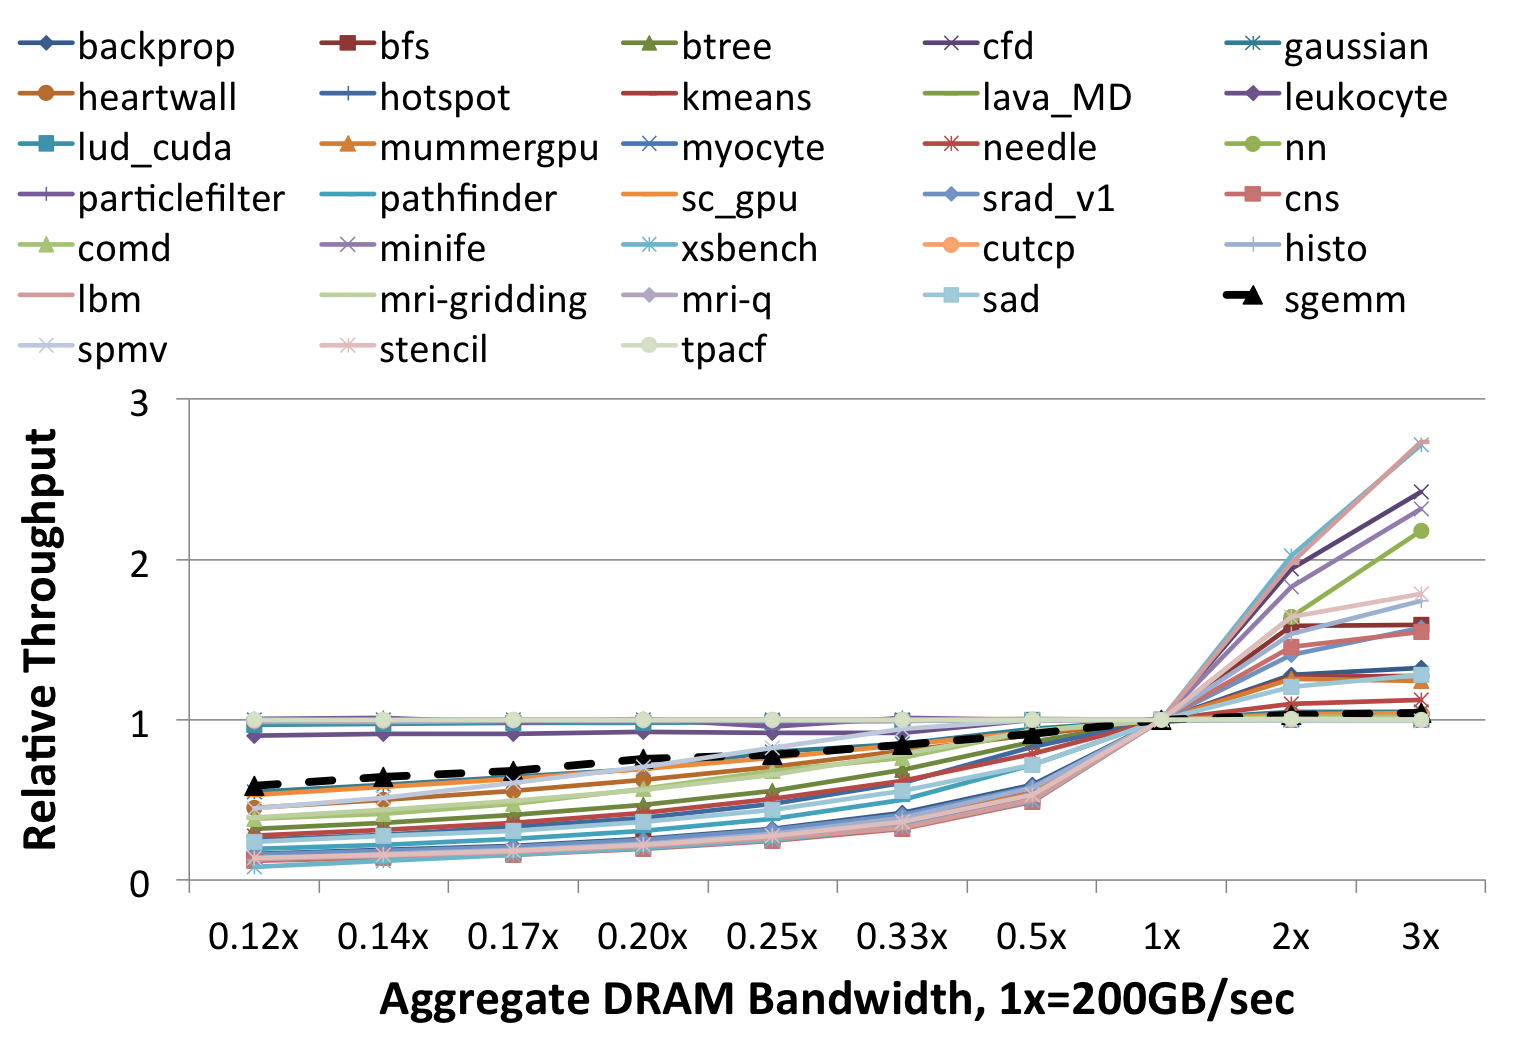 backprop bfs btree cfd gaussian
heartwall hotspot kmeans lava_MD leukocyte
lud_cuda mummergpu myocyte needle nn
particlefilter pathfinder sc_gpu srad_v1 cns
comd minife xsbench cutcp histo
lbm mri-gridding mri-q sad sgemm
spmv stencil tpacf
Relative Throughput
3
2
1
0
0.12x 0.14x 0.17x 0.20x 0.25x 0.33x 0.5x 1x 2x 3x
Aggregate DRAM Bandwidth, 1x=200GB/sec